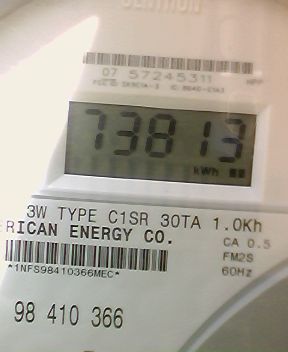 CENTRON
07 57245311
73813
kWh
3W TYPE C1SR 30TA 1.0Kh
RICAN ENERGY CO.
CA 0.5
FM2S
*1NFS98410366MEC*
60Hz
98 410 366